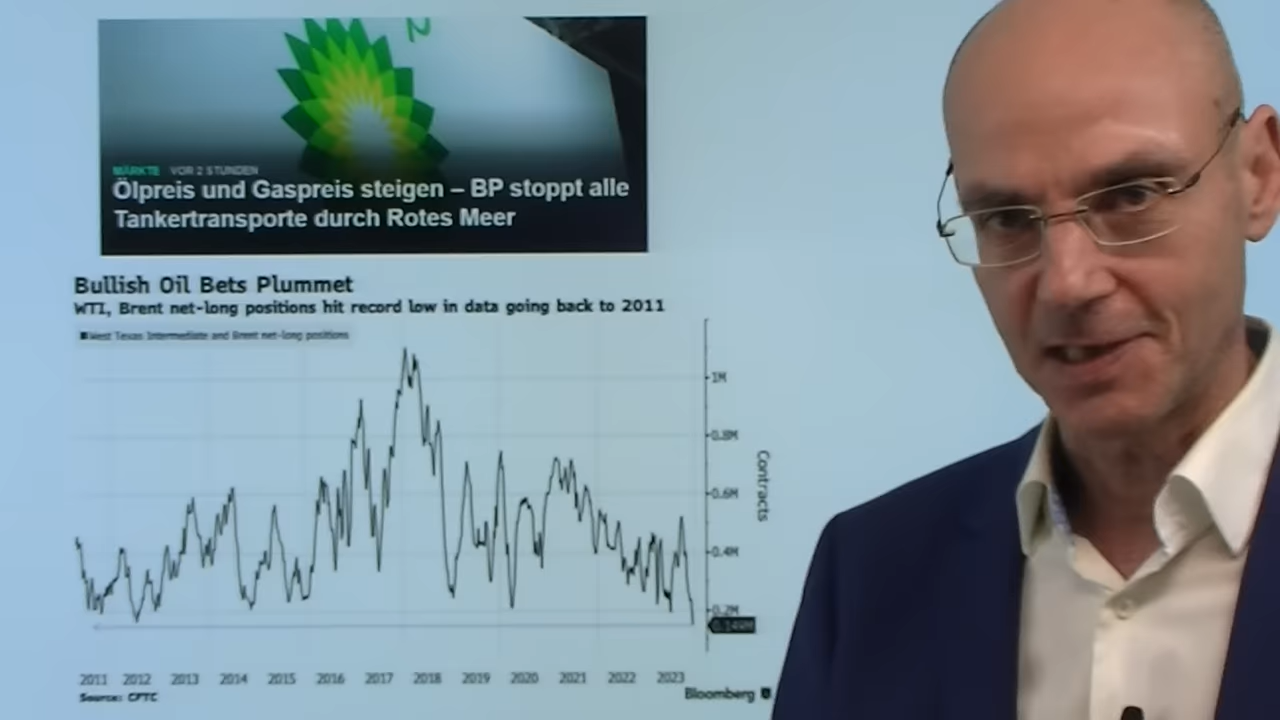 MÄRKTE VOR 2 STUNDEN
Ölpreis und Gaspreis steigen – BP stoppt alle
Tankertransporte durch Rotes Meer
Bullish Oil Bets Plummet
WTI, Brent net-long positions hit record low in data going back to 2011
West Texas Intermediate and Brent net-long positions
1M
0.8M
0.6M
0.4M
0.2M
Contracts
2011 2012 2013 2014 2015 2016 2017 2018 2019 2020 2021 2022 2023
Source: CFTC
Bloomberg